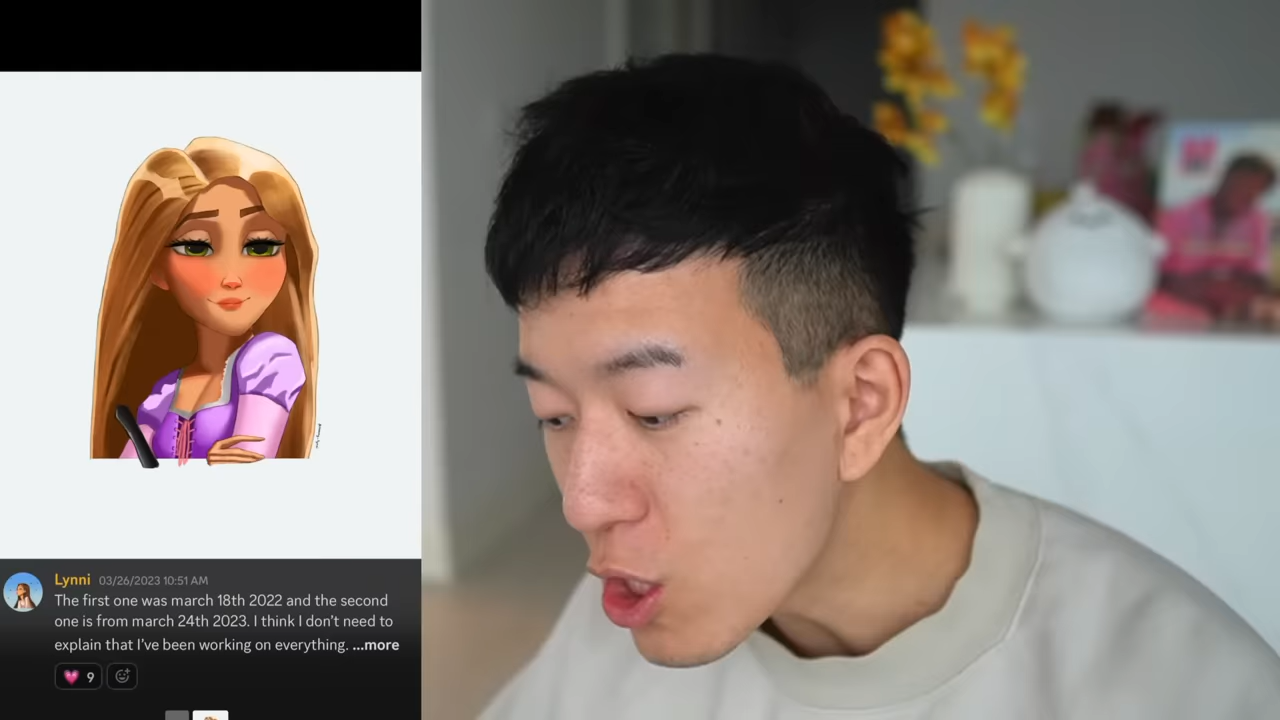 Lynni 03/26/2023 10:51 AM
The first one was march 18th 2022 and the second
one is from march 24th 2023. I think I don't need to
explain that I've been working on everything. ...more
9